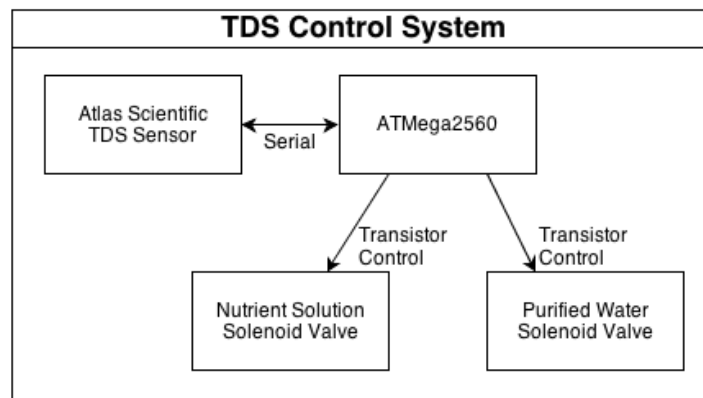 TDS Control System
Atlas Scientific
TDS Sensor
Serial
ATMega2560
Transistor
Control
Transistor
Control
Nutrient Solution
Solenoid Valve
Purified Water
Solenoid Valve